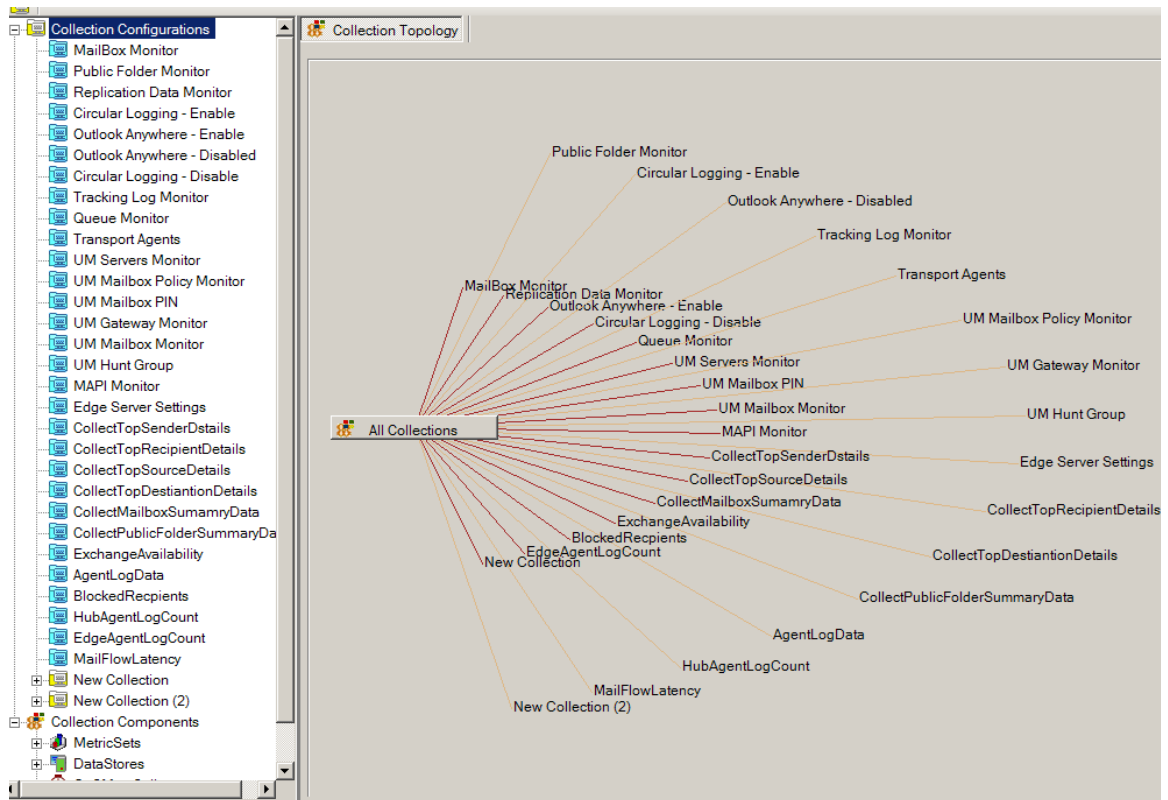 Collection Configurations
MailBox Monitor
Public Folder Monitor
Replication Data Monitor
Circular Logging - Enable
Outlook Anywhere - Enable
Outlook Anywhere - Disabled
Circular Logging - Disable
Tracking Log Monitor
Queue Monitor
Transport Agents
UM Servers Monitor
UM Mailbox Policy Monitor
UM Mailbox PIN
UM Gateway Monitor
UM Mailbox Monitor
UM Hunt Group
MAPI Monitor
Edge Server Settings
CollectTopSenderDstails
CollectTopRecipientDetails
CollectTopSourceDetails
CollectTopDestiantionDetails
CollectMailboxSumamryData
CollectPublicFolderSummaryDa
ExchangeAvailability
AgentLogData
BlockedRecpients
HubAgentLogCount
EdgeAgentLogCount
MailFlowLatency
New Collection
New Collection (2)
Collection Components
MetricSets
DataStores
Collection Topology
Public Folder Monitor
Circular Logging - Enable
Outlook Anywhere - Disabled
Tracking Log Monitor
Transport Agents
MailBox Monitor
Replication Data Monitor
Outlook Anywhere - Enable
Circular Logging - Disable
UM Mailbox Policy Monitor
Queue Monitor
UM Servers Monitor
UM Gateway Monitor
UM Mailbox PIN
UM Mailbox Monitor
UM Hunt Group
All Collections
MAPI Monitor
CollectTopSenderDstails
Edge Server Settings
CollectTopSourceDetails
CollectMailboxSumamryData
CollectTopRecipientDetails
ExchangeAvailability
BlockedRecpients
EdgeAgentLogCount
CollectTopDestiantionDetails
New Collection
CollectPublicFolderSummaryData
AgentLogData
HubAgentLogCount
MailFlowLatency
New Collection (2)